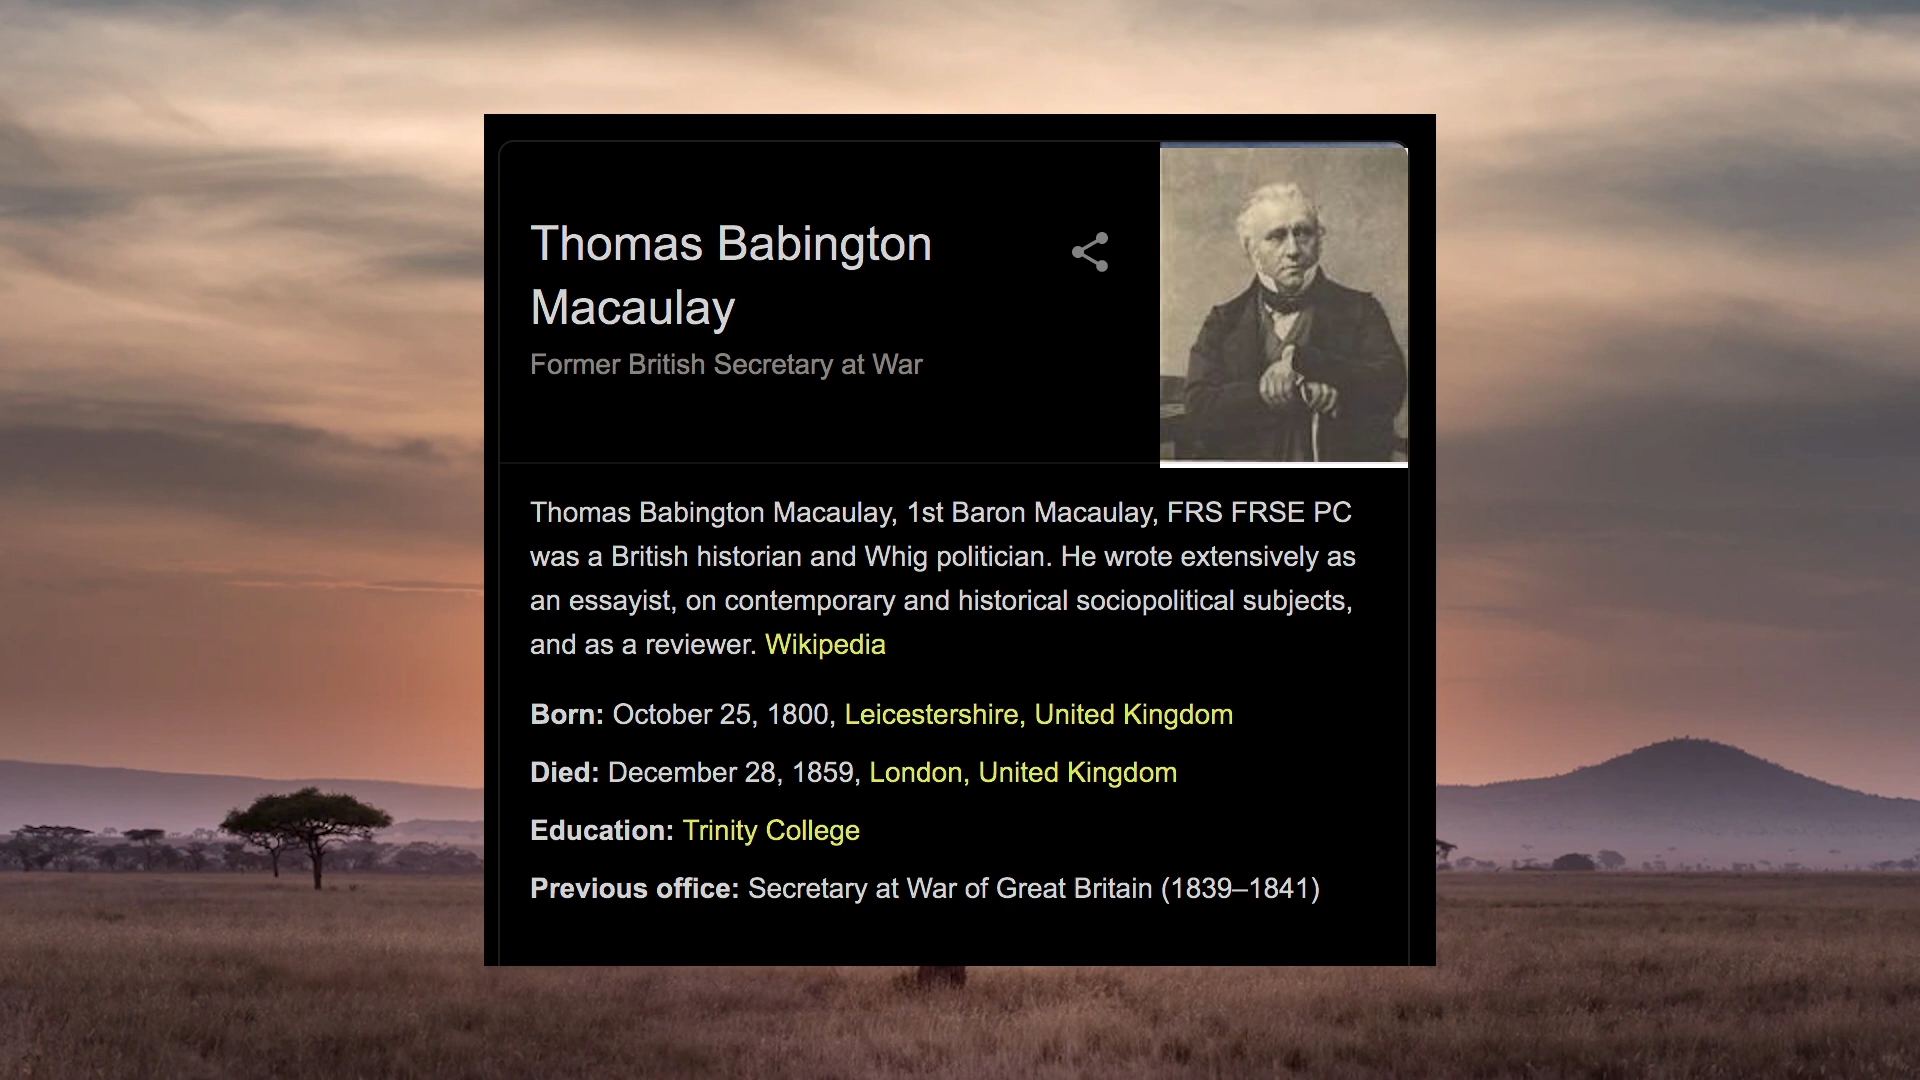 Thomas Babington
Macaulay
Former British Secretary at War
Thomas Babington Macaulay, 1st Baron Macaulay, FRS FRSE PC
was a British historian and Whig politician. He wrote extensively as
an essayist, on contemporary and historical sociopolitical subjects,
and as a reviewer. Wikipedia
Born: October 25, 1800, Leicestershire, United Kingdom
Died: December 28, 1859, London, United Kingdom
Education: Trinity College
Previous office: Secretary at War of Great Britain (1839–1841)